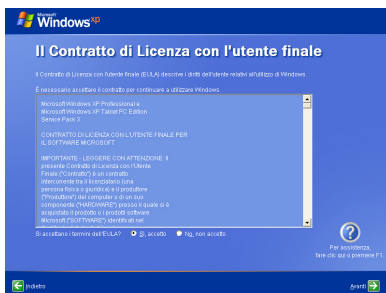 Microsoft
Windows xp
Il Contratto di Licenza con l'utente finale
Il Contratto di Licenza con l'utente finale (EULA) descrive i diritti dell'utente relativi all'utilizzo di Windows.
È necessario accettare il contratto per continuare a utilizzare Windows.
Microsoft Windows XP Professional e
Microsoft Windows XP Tablet PC Edition
Service Pack 3
CONTRATTO DI LICENZA CON L'UTENTE FINALE PER
IL SOFTWARE MICROSOFT
IMPORTANTE - LEGGERE CON ATTENZIONE: Il
presente Contratto di Licenza con l'Utente
Finale ("Contratto") è un contratto
intercorrente tra il licenziatario (una
persona fisica o giuridica) e il produttore
("Produttore") del computer o di un suo
componente ("HARDWARE") presso il quale si è
acquistato il prodotto o i prodotti software
Microsoft ("SOFTWARE") identificati nel
Si accettano i termini dell'EULA?
Sì, accetto
No, non accetto
Per assistenza,
fare clic qui o premere F1.
Indietro
Avanti